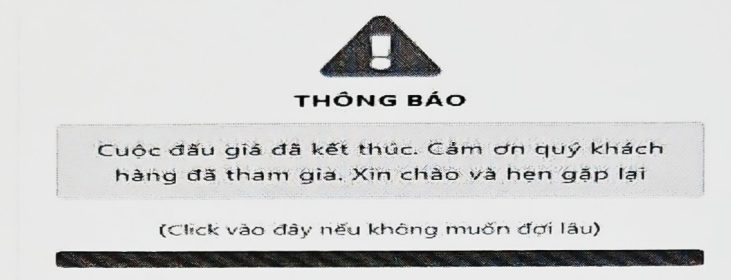 THÔNG BÁO
Cuộc đấu giá đã kết thúc. Cảm ơn quý khách
hàng đã tham gia. Xin chào và hẹn gặp lại
(Click vào đây nếu không muốn đợi lâu)